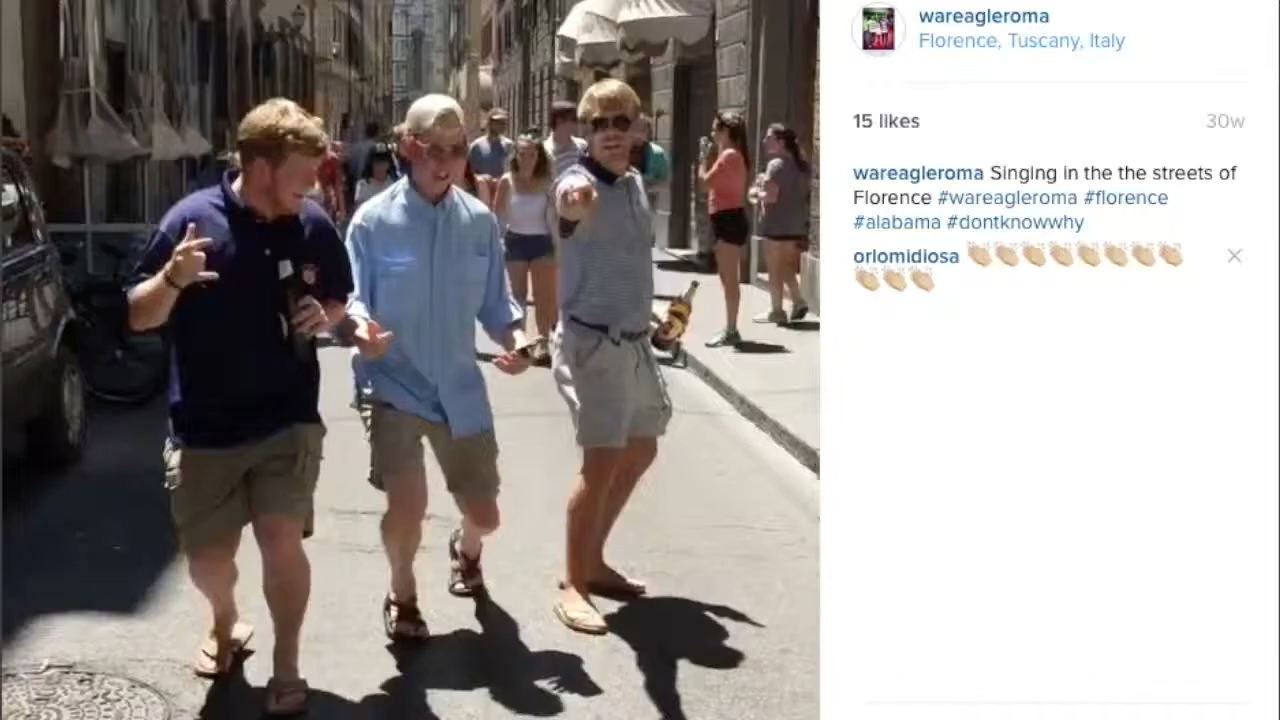 wareagleroma
Florence, Tuscany, Italy
15 likes
30w
wareagleroma Singing in the the streets of
Florence #wareagleroma #florence
#alabama #dontknowwhy
orlomidiosa 👏🏼👏🏼👏🏼👏🏼👏🏼👏🏼👏🏼👏🏼
👏🏼👏🏼👏🏼